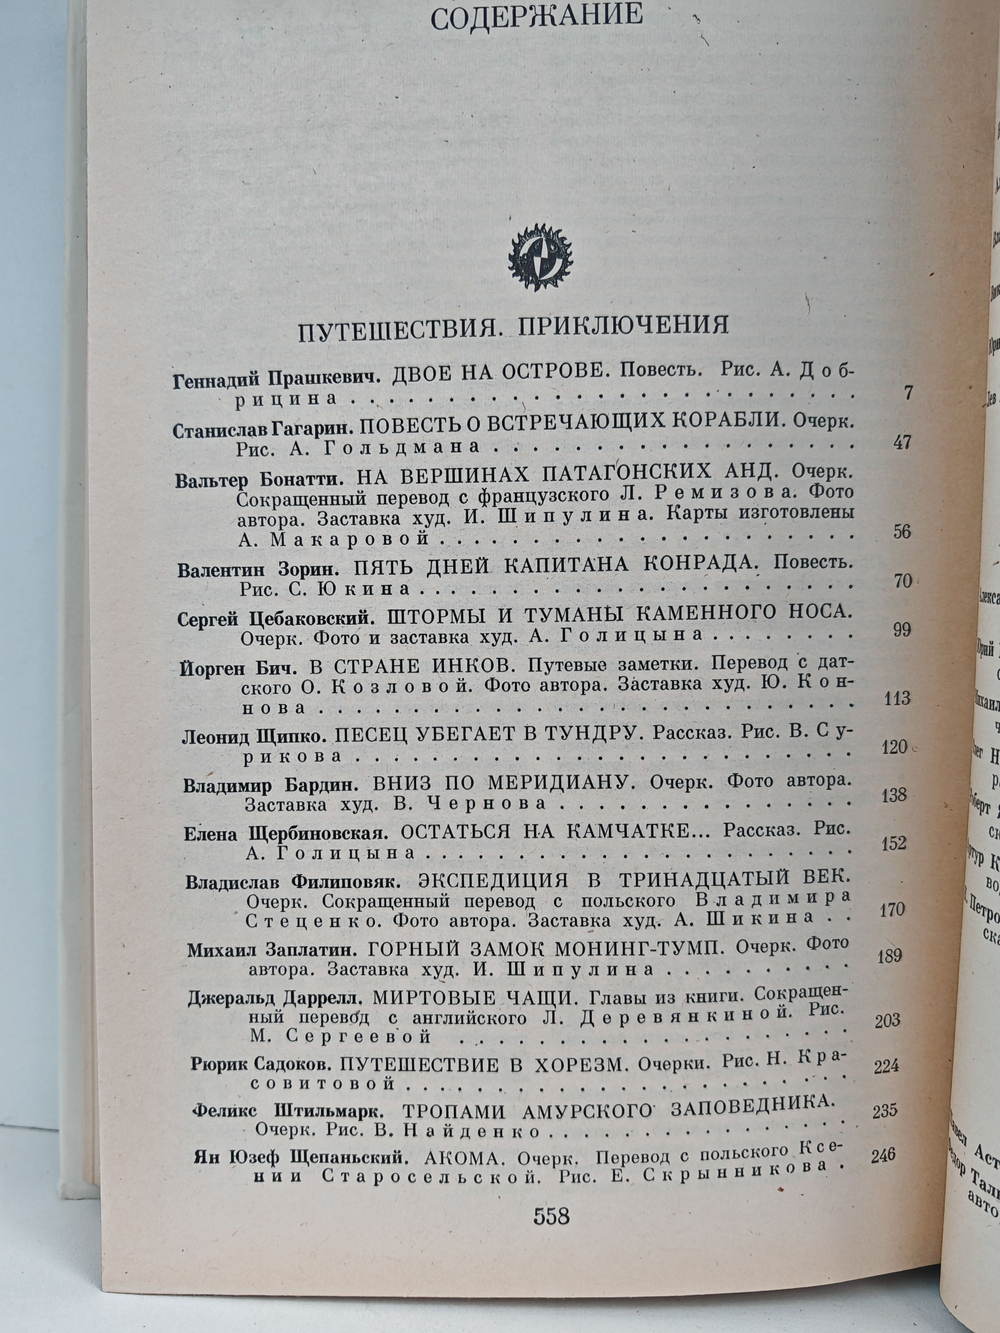 СОДЕРЖАНИЕ
ПУТЕШЕСТВИЯ. ПРИКЛЮЧЕНИЯ
Геннадий Прашкевич. ДВОЕ НА ОСТРОВЕ. Повесть. Рис. А. Доб-
рицина . . . . . . . . . . . . . . . . . . . . . . . . . 7
Станислав Гагарин. ПОВЕСТЬ О ВСТРЕЧАЮЩИХ КОРАБЛИ. Очерк.
Рис. А. Гольдмана . . . . . . . . . . . . . . . . . . 47
Вальтер Бонатти. НА ВЕРШИНАХ ПАТАГОНСКИХ АНД. Очерк.
Сокращенный перевод с французского Л. Ремизова. Фото
автора. Заставка худ. И. Шипулина. Карты изготовлены
А. Макаровой . . . . . . . . . . . . . . . . . . . . 56
Валентин Зорин. ПЯТЬ ДНЕЙ КАПИТАНА КОНРАДА. Повесть.
Рис. С. Юкина . . . . . . . . . . . . . . . . . . . . 70
Сергей Цебаковский. ШТОРМЫ И ТУМАНЫ КАМЕННОГО НОСА.
Очерк. Фото и заставка худ. А. Голицына . . . . . . . . 99
Йорген Бич. В СТРАНЕ ИНКОВ. Путевые заметки. Перевод с дат-
ского О. Козловой. Фото автора. Заставка худ. Ю. Кон-
нова . . . . . . . . . . . . . . . . . . . . . . . . . 113
Леонид Щипко. ПЕСЕЦ УБЕГАЕТ В ТУНДРУ. Рассказ. Рис. В. Су-
рикова . . . . . . . . . . . . . . . . . . . . . . . . 120
Владимир Бардин. ВНИЗ ПО МЕРИДИАНУ. Очерк. Фото автора.
Заставка худ. В. Чернова . . . . . . . . . . . . . . . 138
Елена Щербиновская. ОСТАТЬСЯ НА КАМЧАТКЕ... Рассказ. Рис.
А. Голицына . . . . . . . . . . . . . . . . . . . . . 152
Владислав Филиповяк. ЭКСПЕДИЦИЯ В ТРИНАДЦАТЫЙ ВЕК.
Очерк. Сокращенный перевод с польского Владимира
Стеценко. Фото автора. Заставка худ. А. Шикина . . 170
Михаил Заплатин. ГОРНЫЙ ЗАМОК МОНИНГ-ТУМП. Очерк. Фото
автора. Заставка худ. И. Шипулина . . . . . . . . . . 189
Джеральд Даррелл. МИРТОВЫЕ ЧАЩИ. Главы из книги. Сокращен-
ный перевод с английского Л. Деревянкиной. Рис.
М. Сергеевой . . . . . . . . . . . . . . . . . . . 203
Рюрик Садоков. ПУТЕШЕСТВИЕ В ХОРЕЗМ. Очерки. Рис. Н. Кра-
совитовой . . . . . . . . . . . . . . . . . . . . . . 224
Феликс Штильмарк. ТРОПАМИ АМУРСКОГО ЗАПОВЕДНИКА.
Очерк. Рис. В. Найденко . . . . . . . . . . . . . . . 235
Ян Юзеф Щепаньский. АКОМА. Очерк. Перевод с польского Ксе-
нии Старосельской. Рис. Е. Скрынникова . 246
558